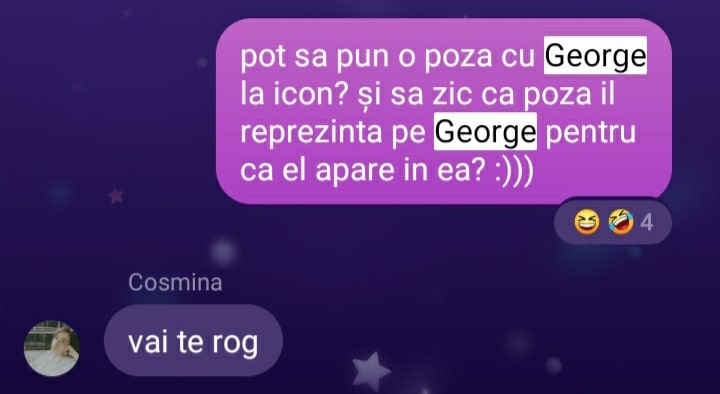 pot sa pun o poza cu George
la icon? și sa zic ca poza il
reprezinta pe George pentru
ca el apare in ea? :)))
😆 🤣 4
Cosmina
vai te rog